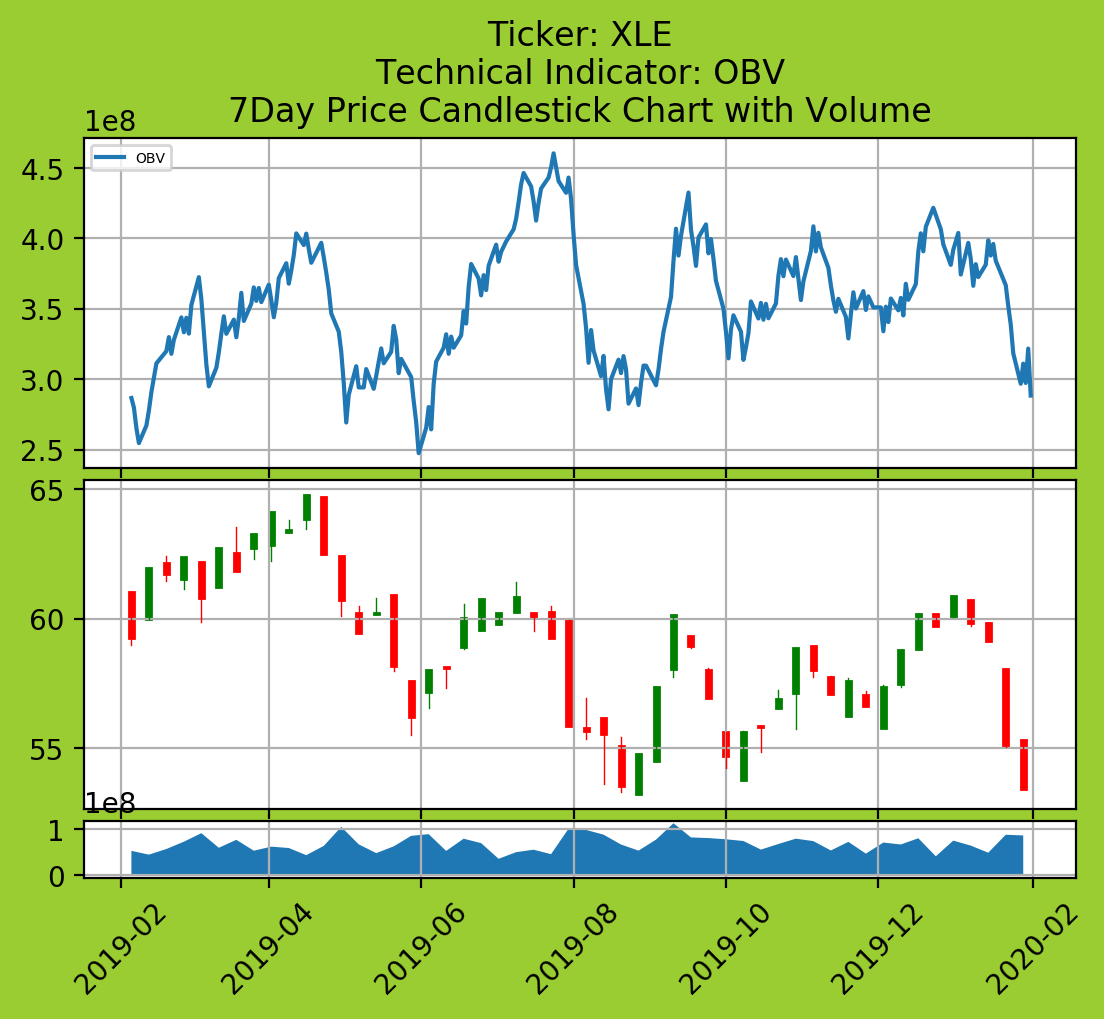 Ticker: XLE
Technical Indicator: OBV
7Day Price Candlestick Chart with Volume
1e8
OBV
4.5
4.0
3.5
3.0
2.5
65
60
55
1e8
1
0
2019-02
2019-04
2019-06
2019-08
2019-10
2019-12
2020-02